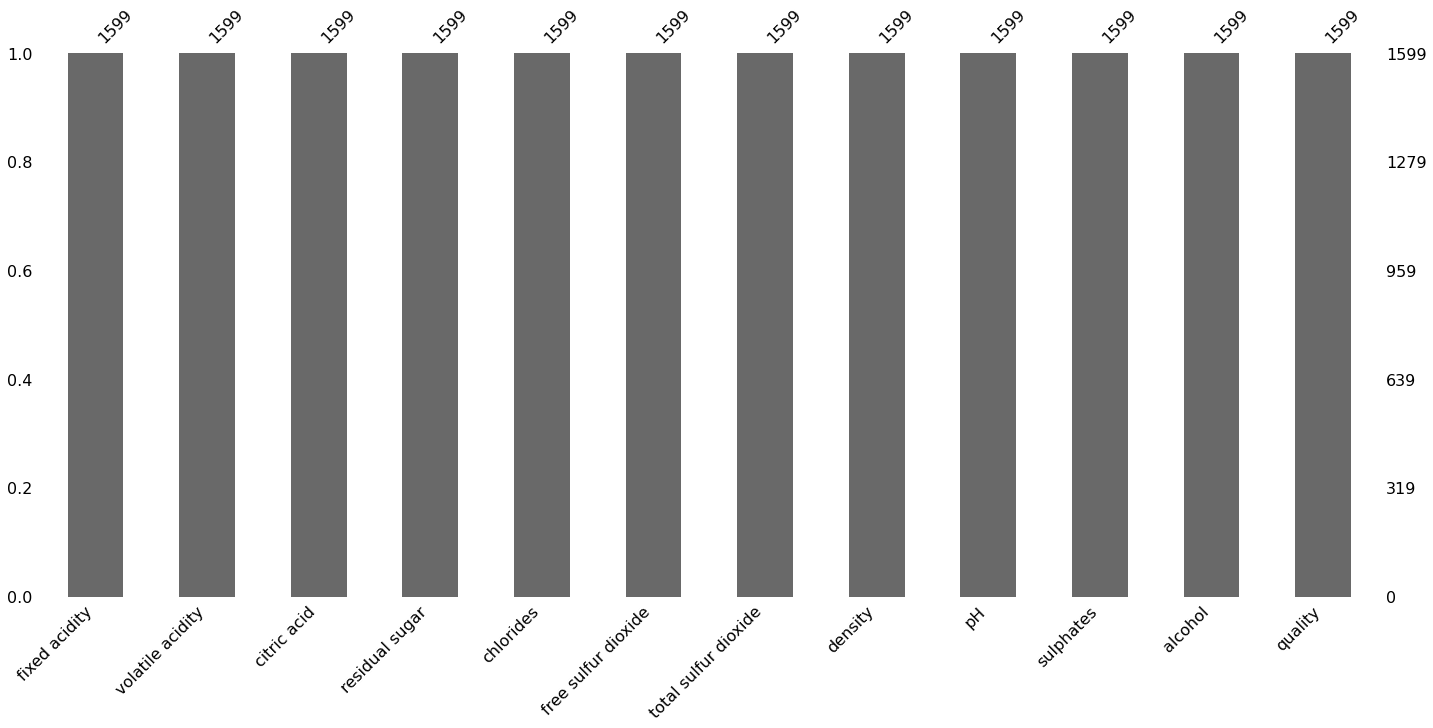 1599 1599 1599 1599 1599 1599 1599 1599 1599 1599 1599 1599
1.0 1599
0.8 1279
0.6 959
0.4 639
0.2 319
0.0 0
fixed acidity
volatile acidity
citric acid
residual sugar
chlorides
free sulfur dioxide
total sulfur dioxide
density
pH
sulphates
alcohol
quality